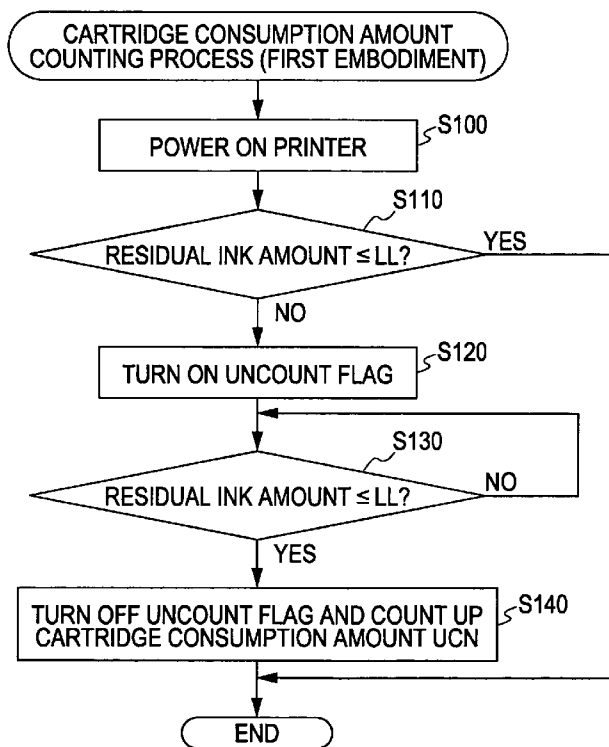 CARTRIDGE CONSUMPTION AMOUNT
COUNTING PROCESS (FIRST EMBODIMENT)
S100
POWER ON PRINTER
S110
RESIDUAL INK AMOUNT ≤ LL?
YES
NO
S120
TURN ON UNCOUNT FLAG
S130
RESIDUAL INK AMOUNT ≤ LL?
NO
YES
S140
TURN OFF UNCOUNT FLAG AND COUNT UP
CARTRIDGE CONSUMPTION AMOUNT UCN
END